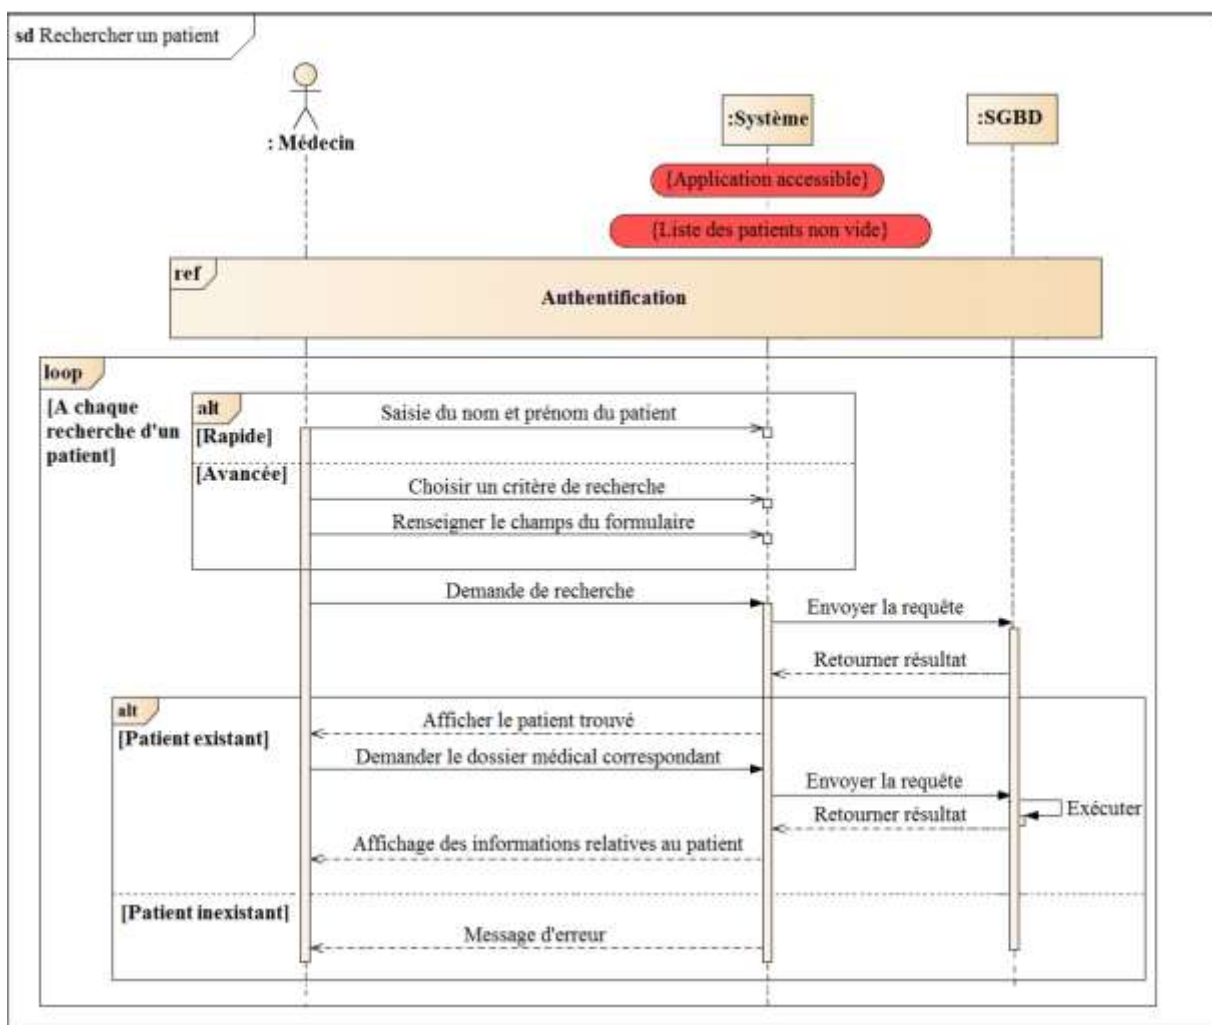 sd Rechercher un patient
: Médecin
:Système
:SGBD
{Application accessible}
{Liste des patients non vide}
ref
Authentification
loop
[A chaque
recherche d'un
patient]
alt
[Rapide]
Saisie du nom et prénom du patient
[Avancée]
Choisir un critère de recherche
Renseigner le champs du formulaire
Demande de recherche
Envoyer la requête
Retourner résultat
alt
[Patient existant]
Afficher le patient trouvé
Demander le dossier médical correspondant
Envoyer la requête
Exécuter
Retourner résultat
Affichage des informations relatives au patient
[Patient inexistant]
Message d'erreur